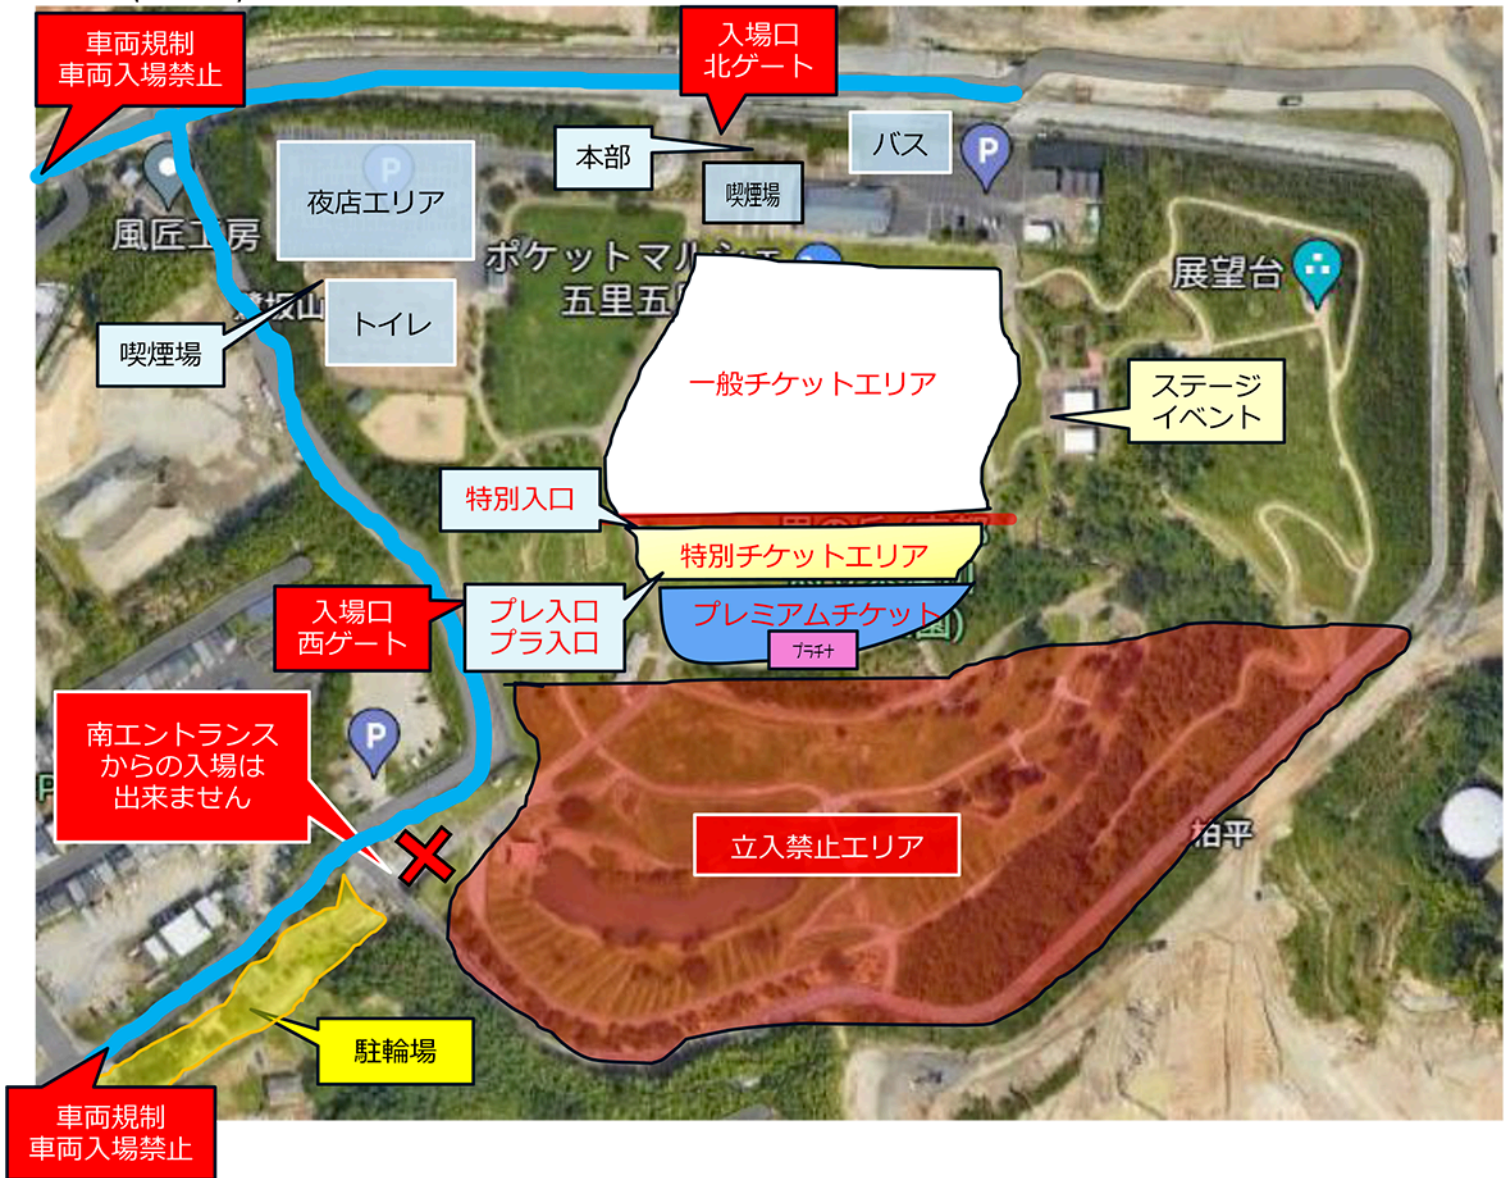 車両規制
車両入場禁止
入場口
北ゲート
本部
バス
P
喫煙場
P
夜店エリア
風匠工房
ポケットマルシェ
五里五
展望台
トイレ
喫煙場
一般チケットエリア
ステージ
イベント
特別入口
特別チケットエリア
入場口
西ゲート
プレ入口
プラ入口
プレミアムチケット
園)
プラチナ
南エントランス
からの入場は
出来ません
P
P
立入禁止エリア
柏平
駐輪場
車両規制
車両入場禁止